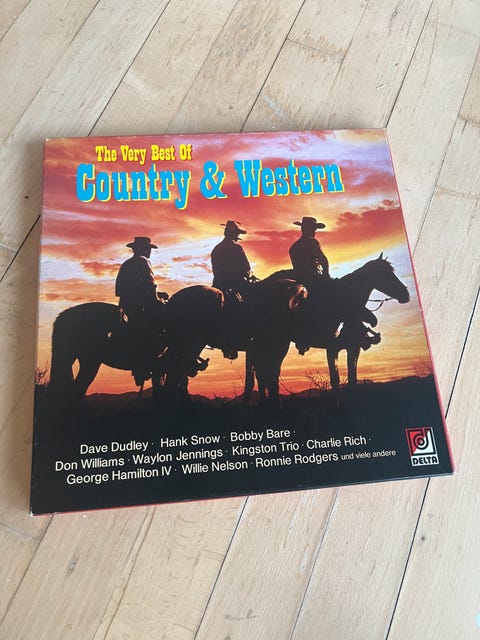 The Very Best Of
Country & Western
Dave Dudley · Hank Snow · Bobby Bare ·
Don Williams · Waylon Jennings · Kingston Trio · Charlie Rich ·
George Hamilton IV · Willie Nelson · Ronnie Rodgers und viele andere
DELTA